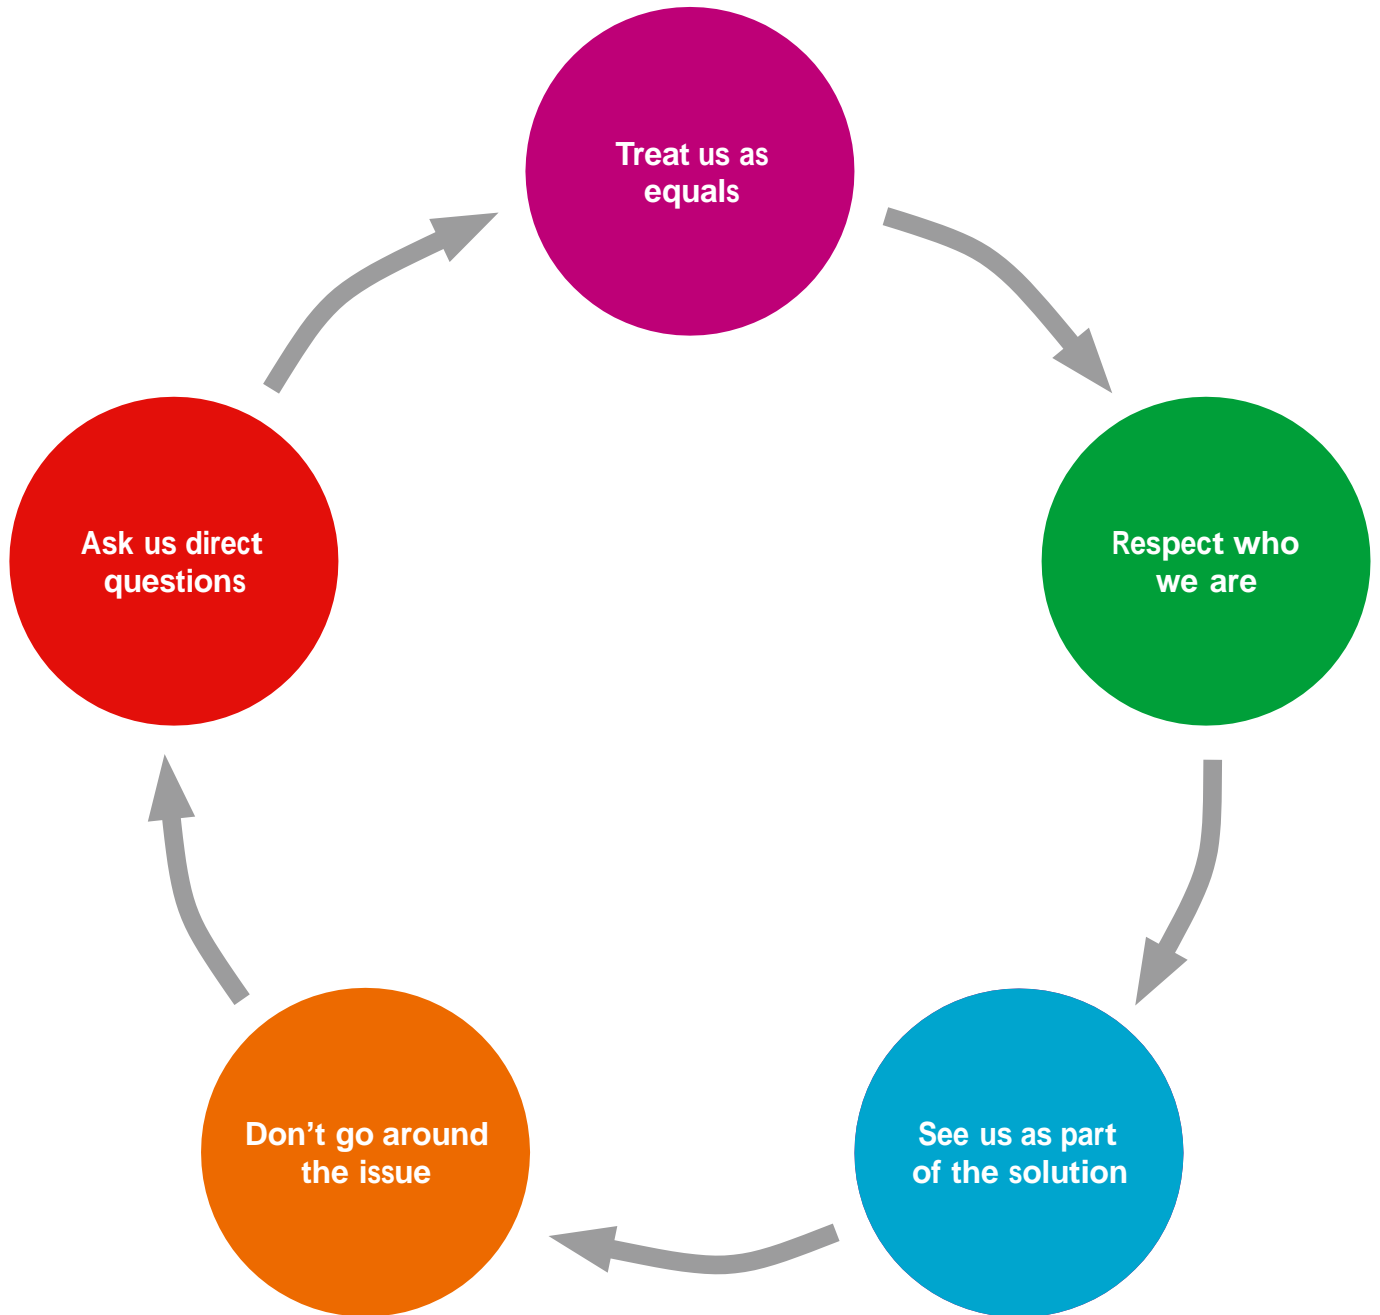 Treat us as
equals
Respect who
we are
See us as part
of the solution
Don’t go around
the issue
Ask us direct
questions